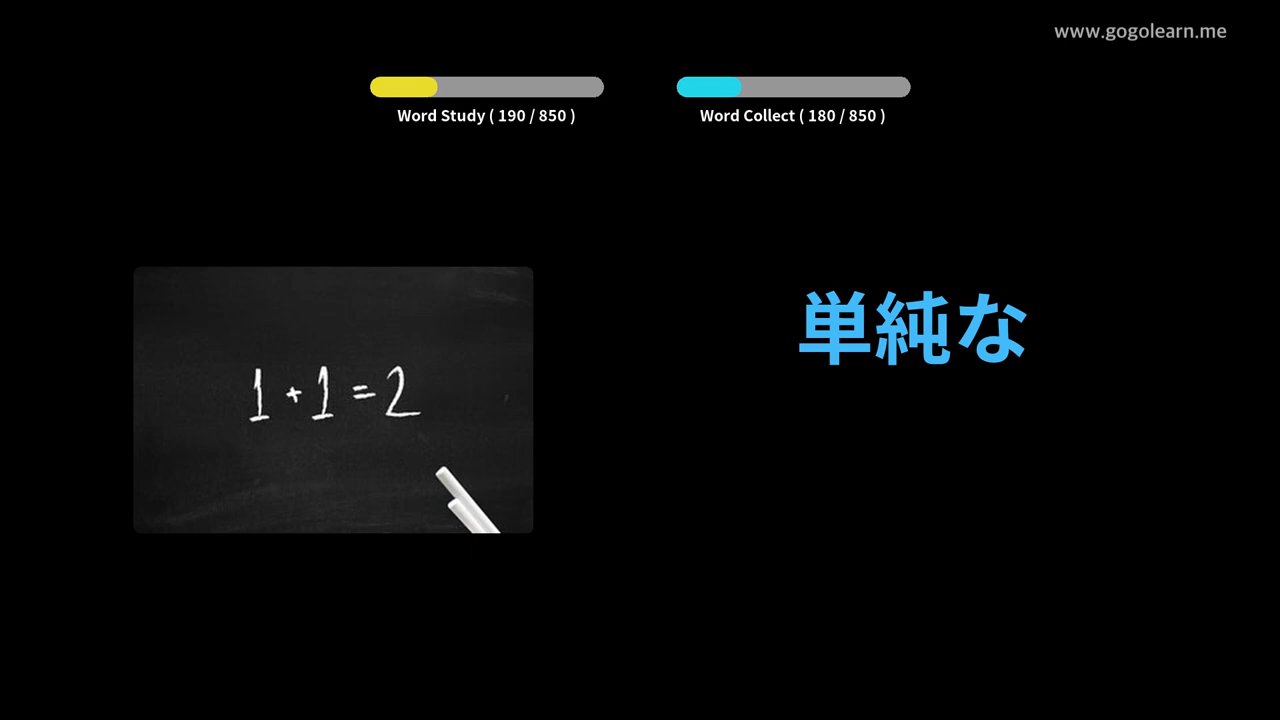 www.gogolearn.me
Word Study ( 190 / 850 )
Word Collect ( 180 / 850 )
1 + 1 = 2
単純な